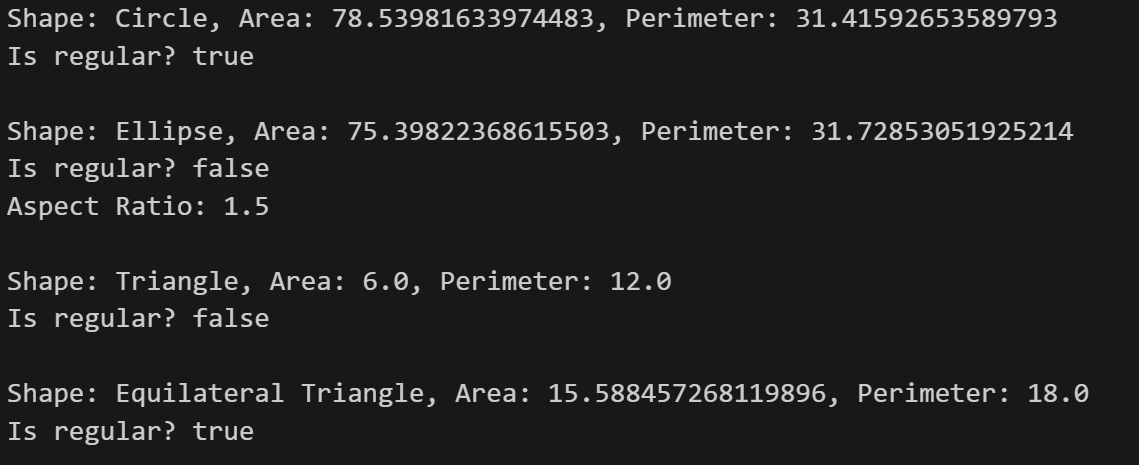 Shape: Circle, Area: 78.53981633974483, Perimeter: 31.41592653589793
Is regular? true
Shape: Ellipse, Area: 75.39822368615503, Perimeter: 31.72853051925214
Is regular? false
Aspect Ratio: 1.5
Shape: Triangle, Area: 6.0, Perimeter: 12.0
Is regular? false
Shape: Equilateral Triangle, Area: 15.588457268119896, Perimeter: 18.0
Is regular? true